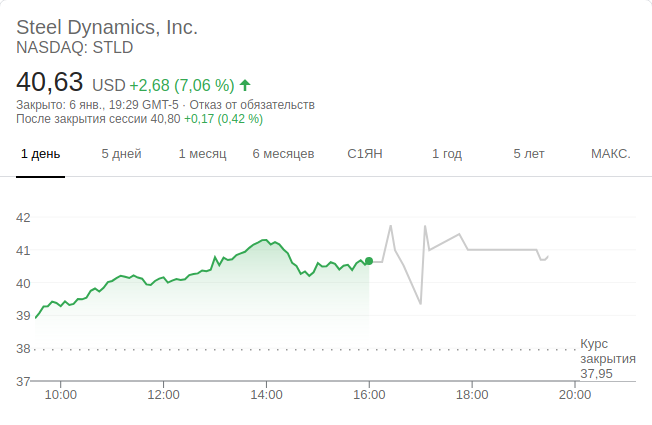 Steel Dynamics, Inc.
NASDAQ: STLD
40,63 USD +2,68 (7,06 %)
Закрыто: 6 янв., 19:29 GMT-5 · Отказ от обязательств
После закрытия сессии 40,80 +0,17 (0,42 %)
1 день 5 дней 1 месяц 6 месяцев С1ЯН 1 год 5 лет МАКС.
42
41
40
39
38
37
Курс
закрытия
37,95
10:00 12:00 14:00 16:00 18:00 20:00